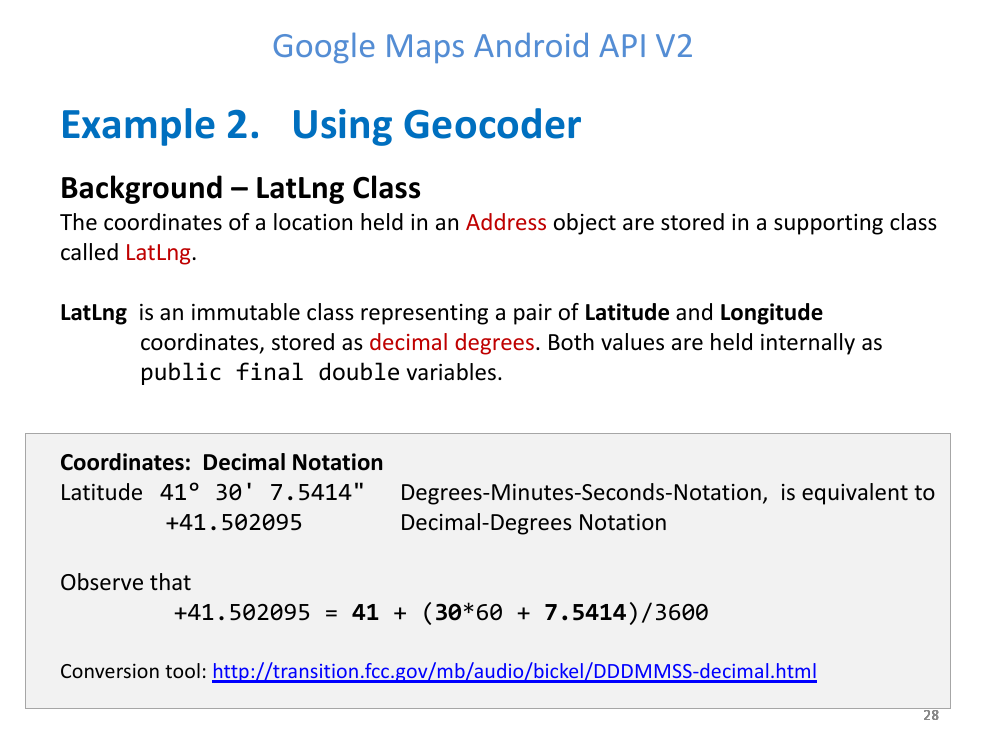 Google Maps Android API V2
Example 2. Using Geocoder
Background – LatLng Class
The coordinates of a location held in an Address object are stored in a supporting class
called LatLng.
LatLng is an immutable class representing a pair of Latitude and Longitude
coordinates, stored as decimal degrees. Both values are held internally as
public final double variables.
Coordinates: Decimal Notation
Latitude 41° 30' 7.5414" Degrees-Minutes-Seconds-Notation, is equivalent to
+41.502095 Decimal-Degrees Notation
Observe that
+41.502095 = 41 + (30*60 + 7.5414)/3600
Conversion tool: http://transition.fcc.gov/mb/audio/bickel/DDDMMSS-decimal.html
28